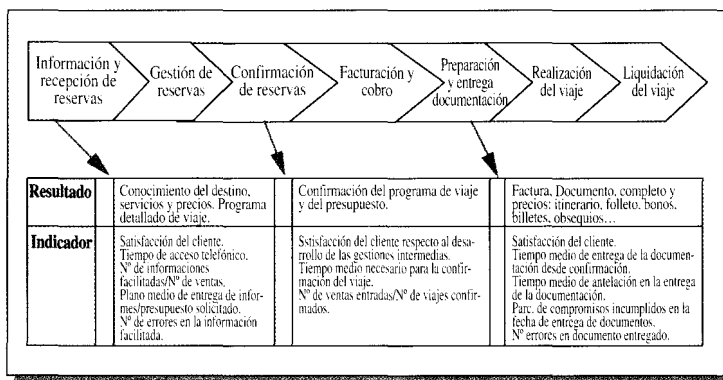 Información y
recepción de
reservas
Gestión de
reservas
Confirmación
de reservas
Facturación y
cobro
Preparación
y entrega
documentación
Realización
del viaje
Liquidación
del viaje
Resultado
Conocimiento del destino,
servicios y precios. Programa
detallado de viaje.
Confirmación del programa de viaje
y del presupuesto.
Factura, Documento, completo y
precios: itinerario, folleto, bonos,
billetes, obsequios...
Indicador
Satisfacción del cliente.
Tiempo de acceso telefónico.
Nº de informaciones
facilitadas/Nº de ventas.
Plano medio de entrega de infor-
mes/presupuesto solicitado.
Nº de errores en la información
facilitada.
Sstisfacción del cliente respecto al desa-
rrollo de las gestiones intermedias.
Tiempo medio necesario para la confir-
mación del viaje.
Nº de ventas entradas/Nº de viajes confir-
mados.
Satisfacción del cliente.
Tiempo medio de entrega de la documen-
tación desde confirmación.
Tiempo medio de antelación en la entrega
de la documentación.
Parc. de compromisos incumplidos en la
fecha de entrega de documentos.
Nº errores en documento entregado.